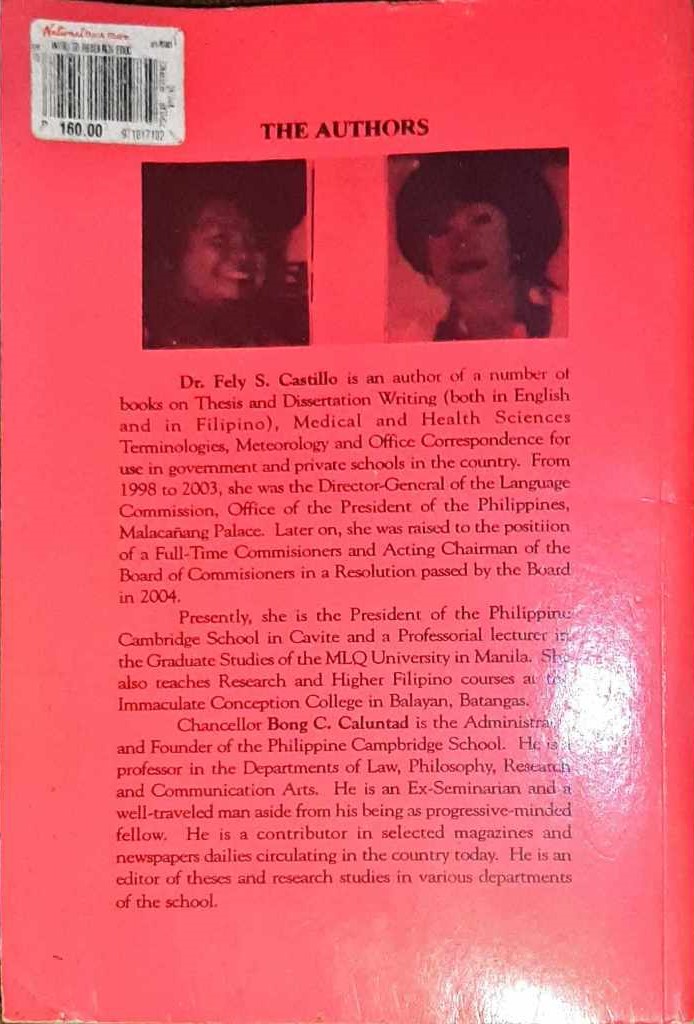 National
160.00
THE AUTHORS
Dr. Fely S. Castillo is an author of a number of
books on Thesis and Dissertation Writing (both in English
and in Filipino), Medical and Health Sciences
Terminologies, Meteorology and Office Correspondence for
use in government and private schools in the country. From
1998 to 2003, she was the Director-General of the Language
Commission, Office of the President of the Philippines,
Malacañang Palace. Later on, she was raised to the positiion
of a Full-Time Commisioners and Acting Chairman of the
Board of Commisioners in a Resolution passed by the Board
in 2004.
Presently, she is the President of the Philippine
Cambridge School in Cavite and a Professorial lecturer in
the Graduate Studies of the MLQ University in Manila. She
also teaches Research and Higher Filipino courses at
Immaculate Conception College in Balayan, Batangas.
Chancellor Bong C. Caluntad is the
and Founder of the Philippine Campbridge School. He is a
professor in the Departments of Law, Philosophy, Research
and Communication Arts. He is an Ex-Seminarian and a
well-traveled man aside from his being as progressive-minded
fellow. He is a contributor in selected magazines and
newspapers dailies circulating in the country today. He is an
editor of theses and research studies in various departments
of the school.